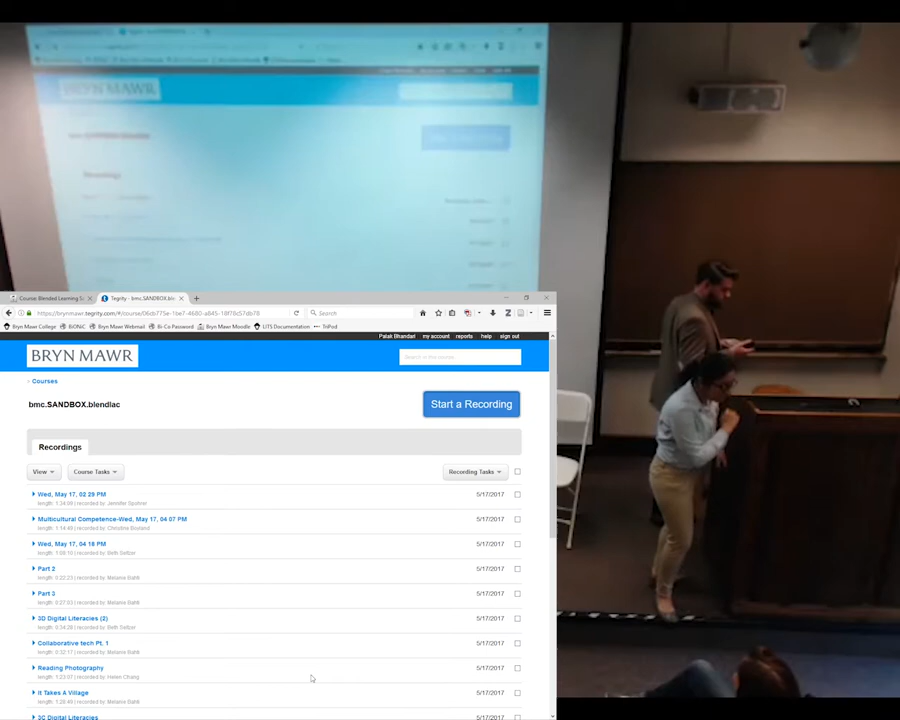 BRYN MAWR
Course: Blended Learning S
Tegrity - bmc.SANDBOX.ble
https://brynmawr.tegrity.com/#/course/06ds775e-1be7-4680-a845-18f78c57db78
Search
Bryn Mawr College
BiONiC
Bryn Mawr Webmail
Bi-Co Password
Bryn Mawr Moodle
LITS Documentation
TriPod
Palak Bhandari my account reports help sign out
BRYN MAWR
Search in the course
Courses
bmc.SANDBOX.blendlac
Start a Recording
Recordings
View
Course Tasks
Recording Tasks
Wed, May 17, 02 29 PM 5/17/2017
length: 1:34:09 | recorded by: Jennifer Spohrer
Multicultural Competence-Wed, May 17, 04 07 PM 5/17/2017
length: 1:14:49 | recorded by: Christine Boyland
Wed, May 17, 04 18 PM 5/17/2017
length: 1:08:10 | recorded by: Beth Seltzer
Part 2 5/17/2017
length: 0:22:23 | recorded by: Melanie Bahti
Part 3 5/17/2017
length: 0:27:53 | recorded by: Melanie Bahti
3D Digital Literacies (2) 5/17/2017
length: 0:34:28 | recorded by: Beth Seltzer
Collaborative tech Pt. 1 5/17/2017
length: 0:32:17 | recorded by: Melanie Bahti
Reading Photography 5/17/2017
length: 1:23:07 | recorded by: Helen Chang
It Takes A Village 5/17/2017
length: 1:28:49 | recorded by: Melanie Bahti
3C Digital Literacies 5/17/2017